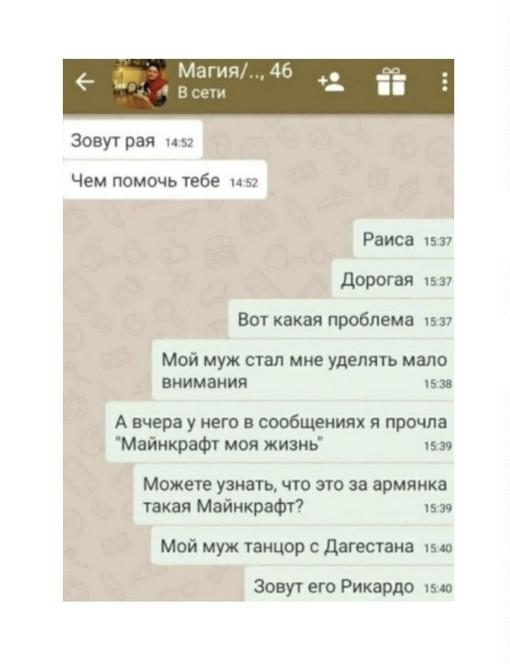 Магия/.., 46
В сети
Зовут рая 14:52
Чем помочь тебе 14:52
Раиса 15:37
Дорогая 15:37
Вот какая проблема 15:37
Мой муж стал мне уделять мало
внимания 15:38
А вчера у него в сообщениях я прочла
"Майнкрафт моя жизнь" 15:39
Можете узнать, что это за армянка
такая Майнкрафт? 15:39
Мой муж танцор с Дагестана 15:40
Зовут его Рикардо 15:40